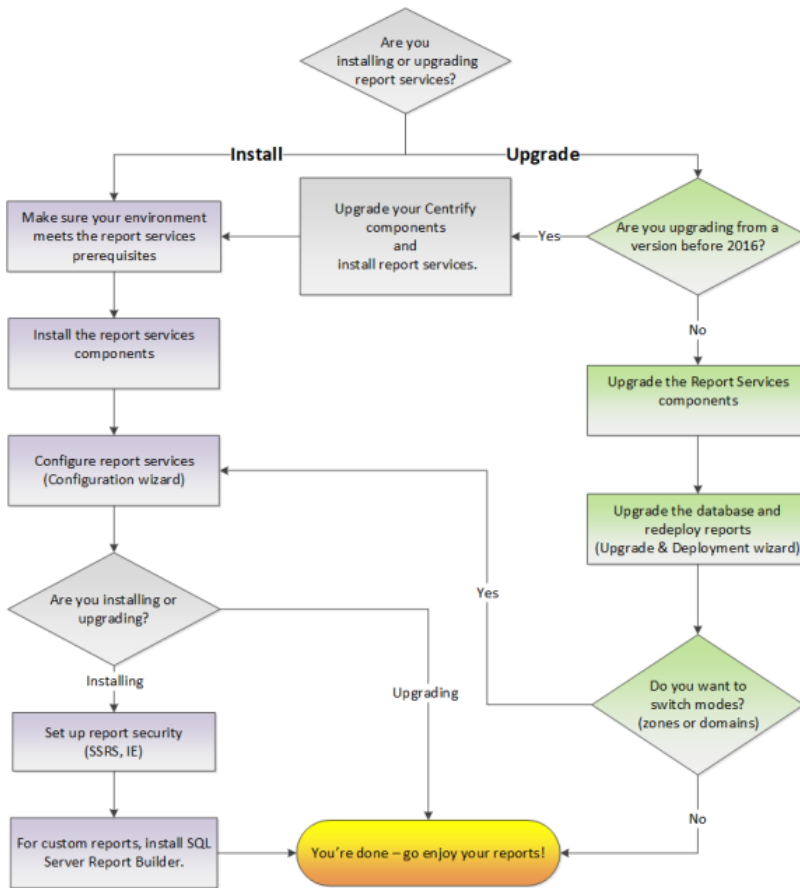 Are you
installing or upgrading
report services?
Install
Upgrade
Make sure your environment
meets the report services
prerequisites
Upgrade your Centrify
components
and
install report services.
Yes
Are you upgrading from a
version before 2016?
No
Install the report services
components
Upgrade the Report Services
components
Configure report services
(Configuration wizard)
Upgrade the database and
redeploy reports
(Upgrade & Deployment wizard)
Yes
Are you installing or
upgrading?
Installing
Upgrading
Do you want to
switch modes?
(zones or domains)
Set up report security
(SSRS, IE)
No
For custom reports, install SQL
Server Report Builder.
You're done – go enjoy your reports!